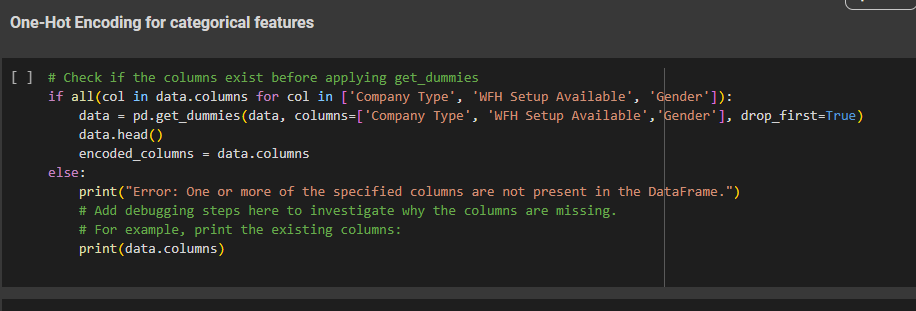 One-Hot Encoding for categorical features
[ ] # Check if the columns exist before applying get_dummies
if all(col in data.columns for col in ['Company Type', 'WFH Setup Available', 'Gender']):
    data = pd.get_dummies(data, columns=['Company Type', 'WFH Setup Available','Gender'], drop_first=True)
    data.head()
    encoded_columns = data.columns
else:
    print("Error: One or more of the specified columns are not present in the DataFrame.")
    # Add debugging steps here to investigate why the columns are missing.
    # For example, print the existing columns:
    print(data.columns)